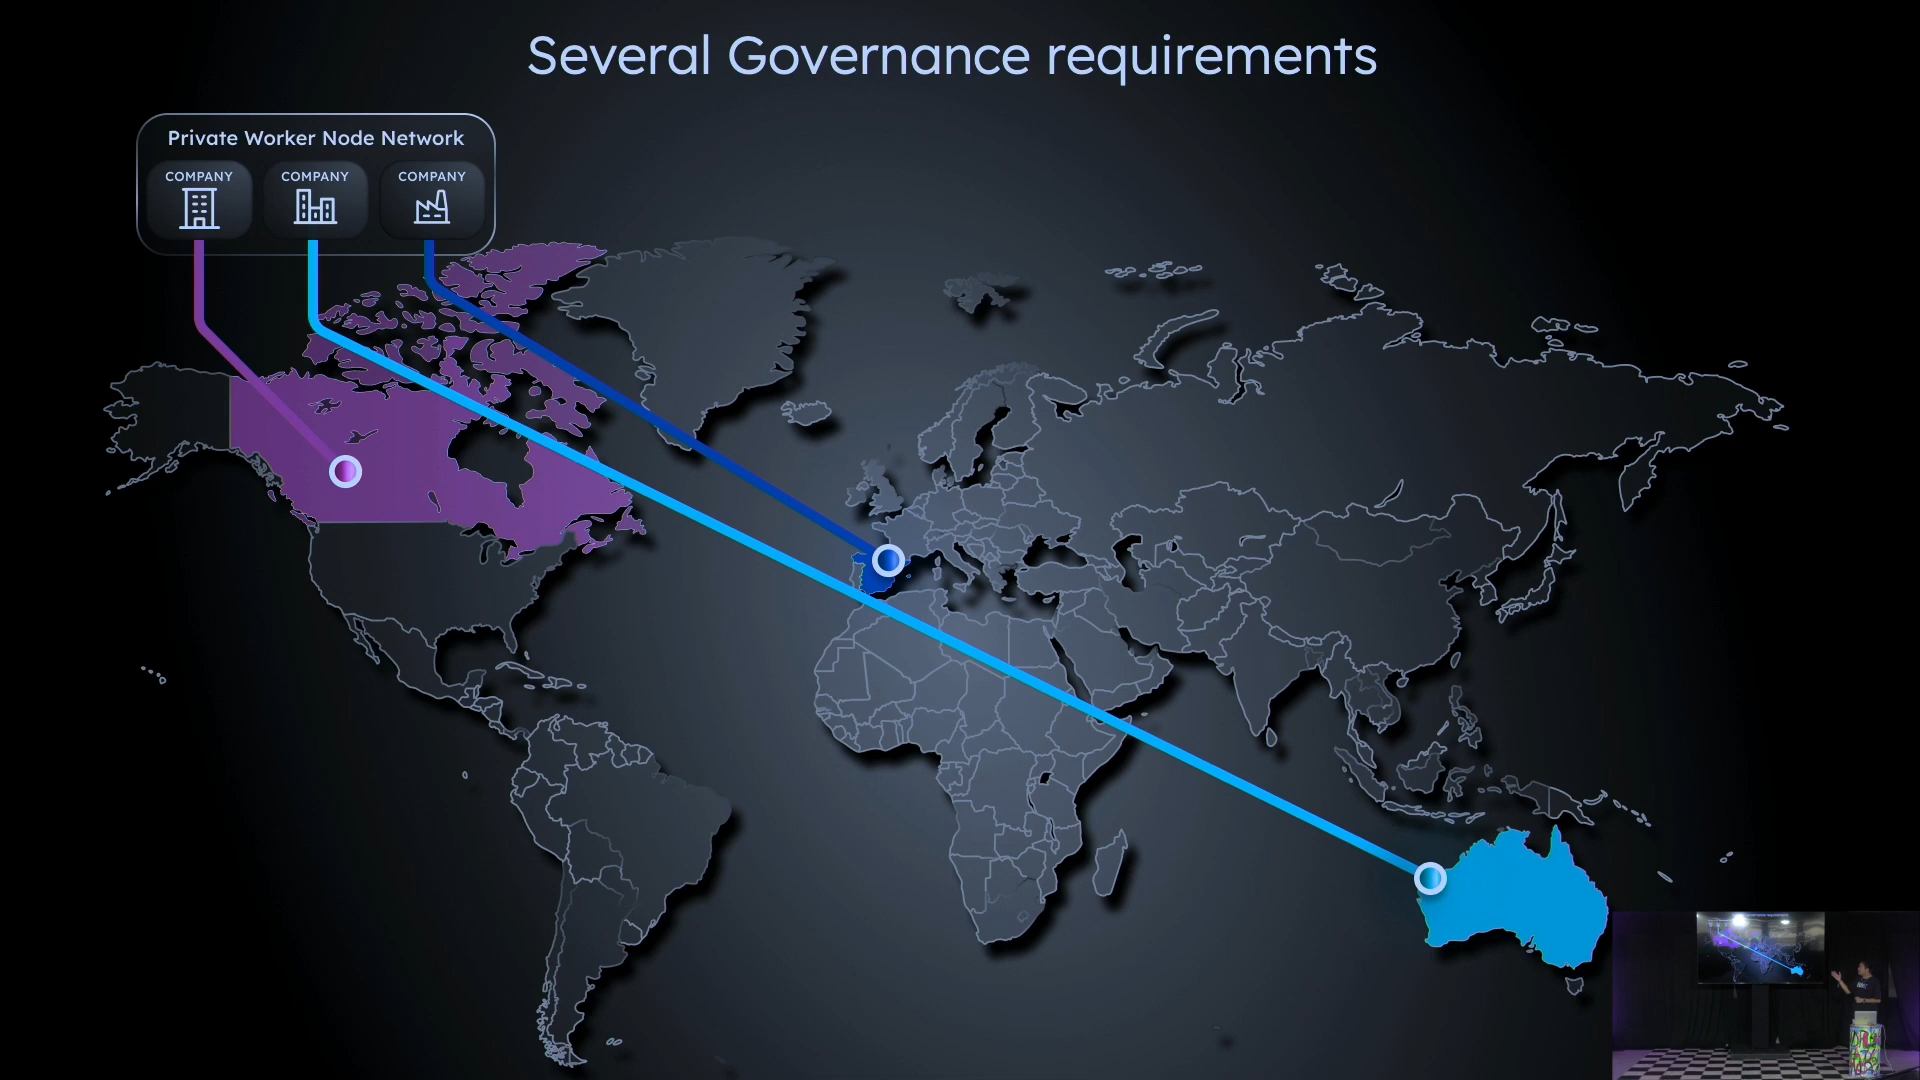 Several Governance requirements
Private Worker Node Network
COMPANY
COMPANY
COMPANY